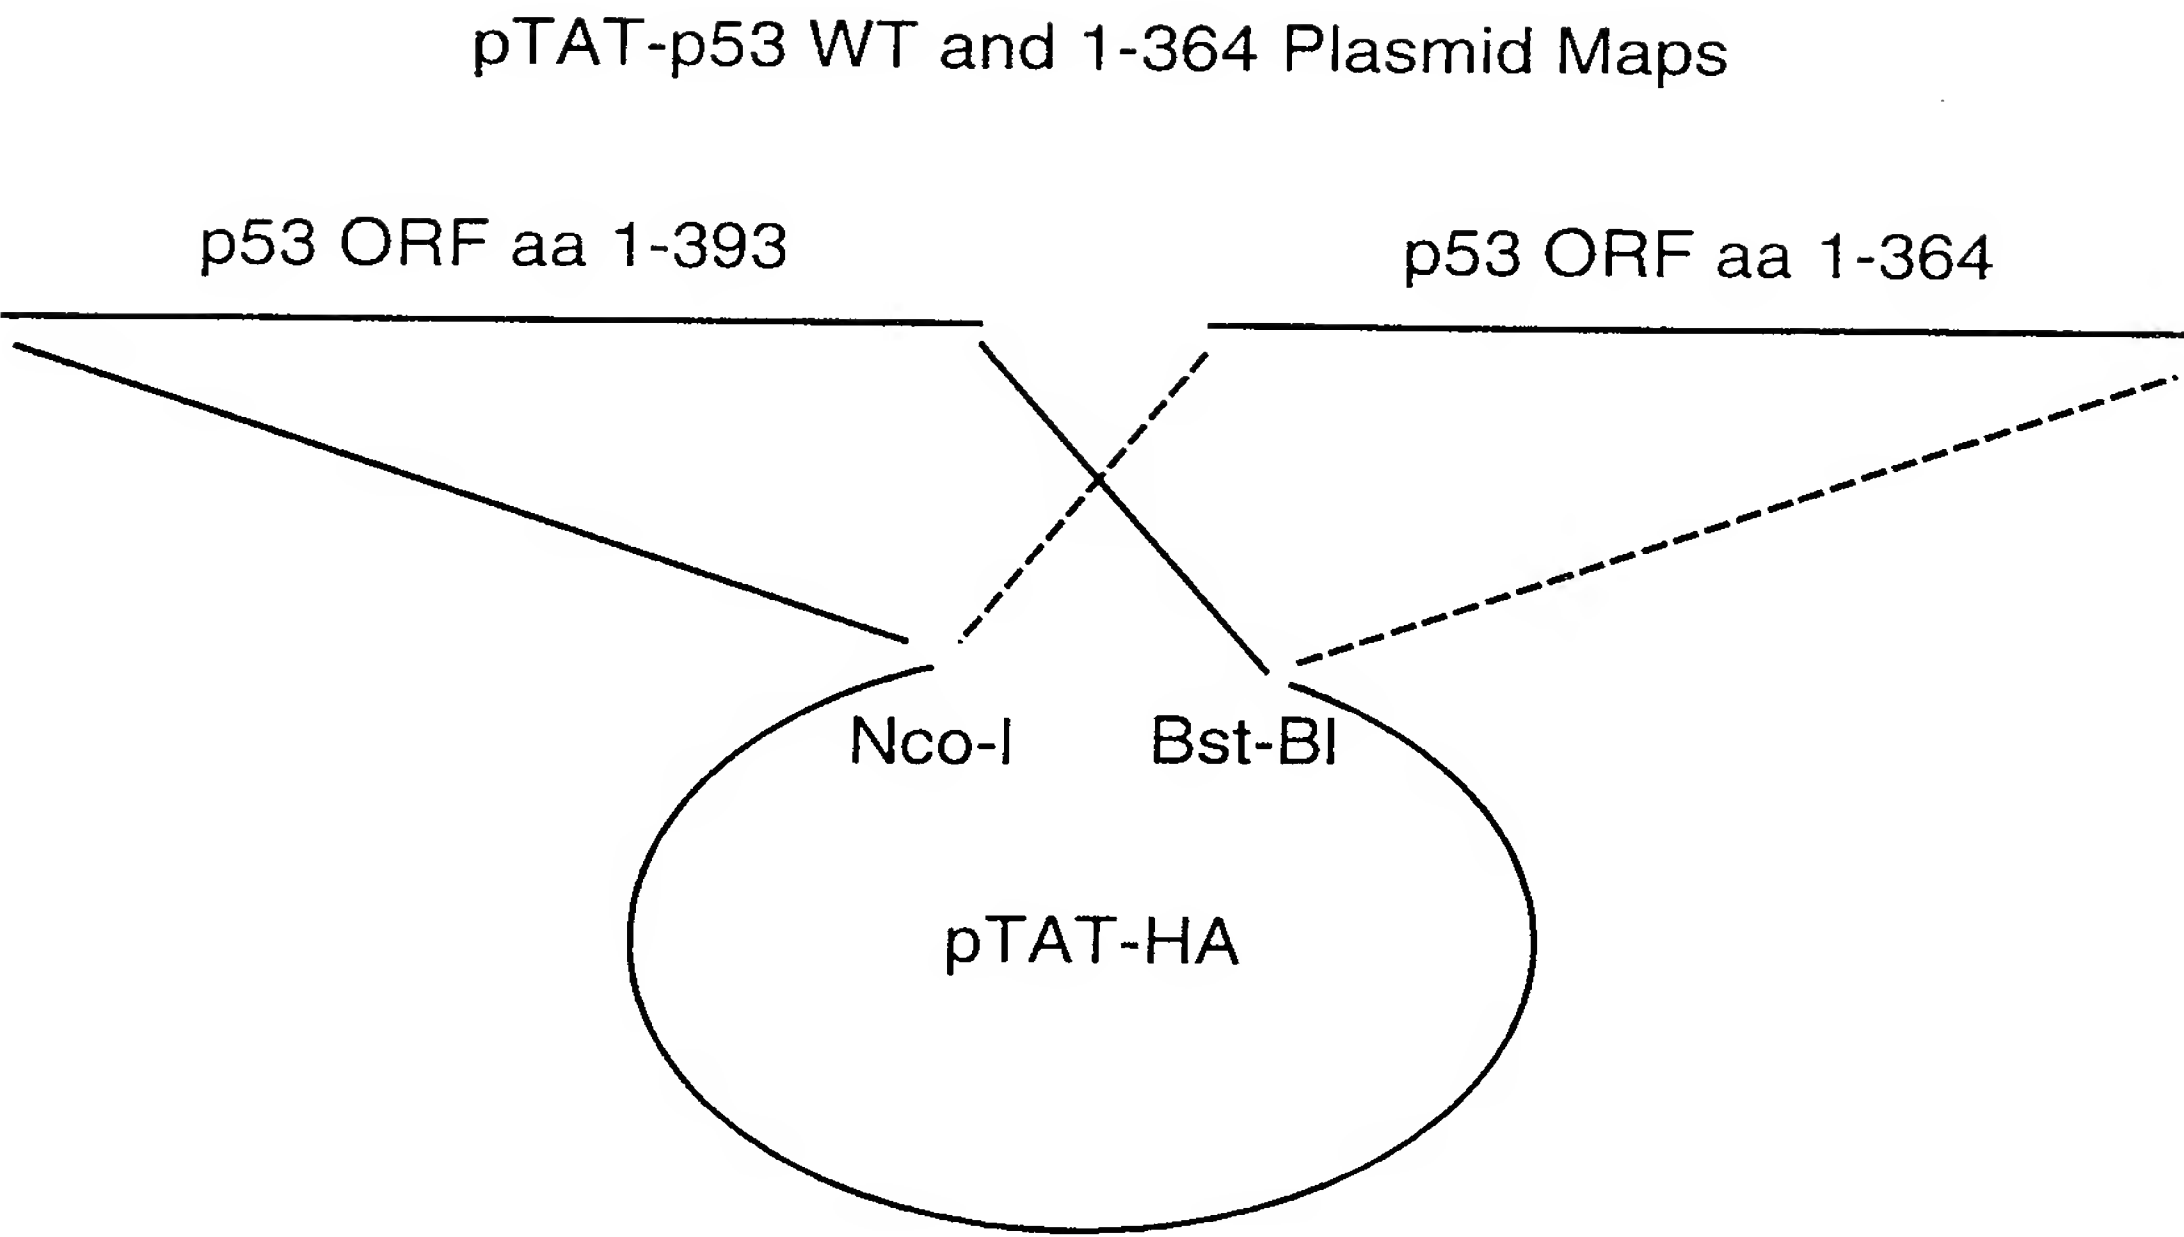 pTAT-p53 WT and 1-364 Plasmid Maps
p53 ORF aa 1-393
p53 ORF aa 1-364
Nco-I
Bst-BI
pTAT-HA